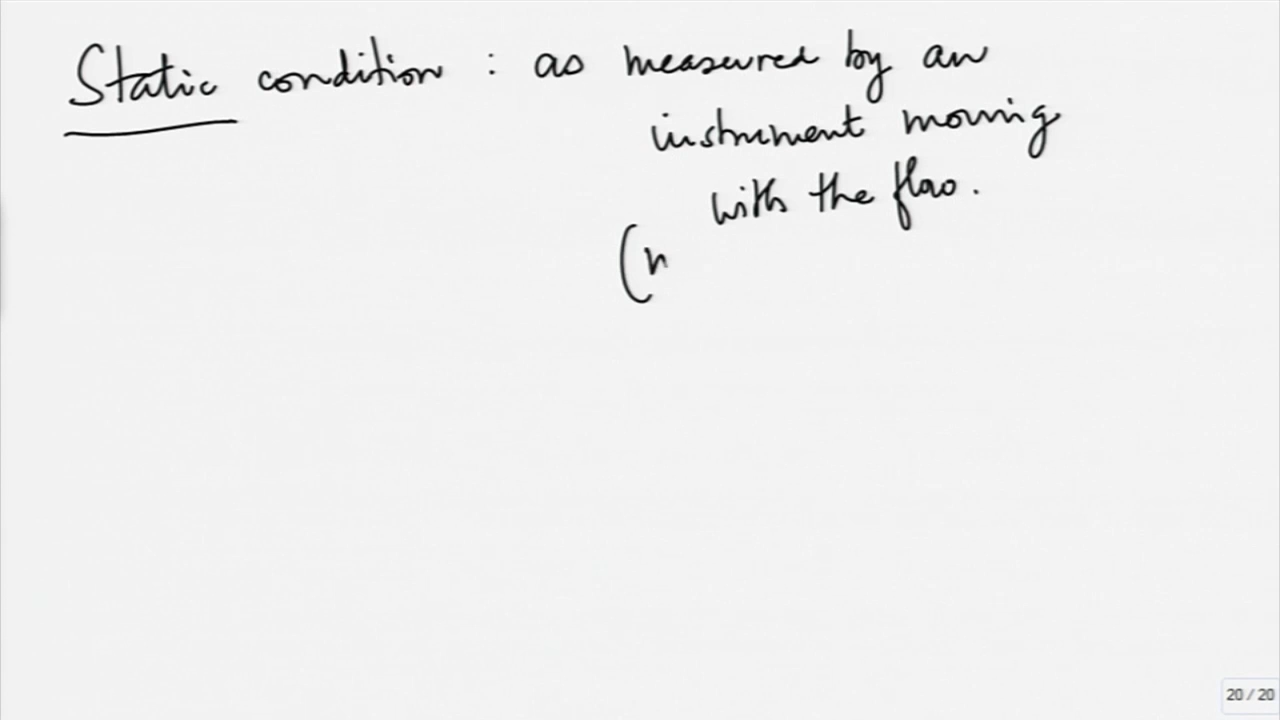 Static condition : as measured by an
instrument moving
with the flow.
(n
20 / 20